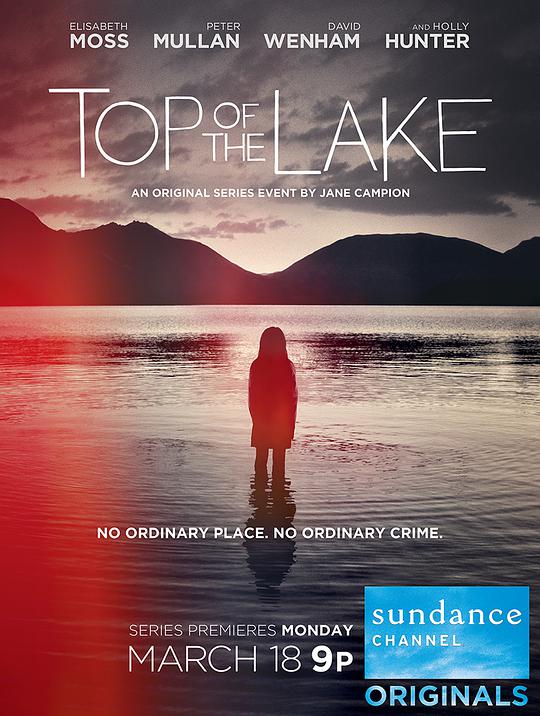 ELISABETH PETER DAVID AND HOLLY
MOSS MULLAN WENHAM HUNTER
TOP OF THE LAKE
AN ORIGINAL SERIES EVENT BY JANE CAMPION
NO ORDINARY PLACE. NO ORDINARY CRIME.
SERIES PREMIERES MONDAY
MARCH 18 9P
sundance
CHANNEL
ORIGINALS